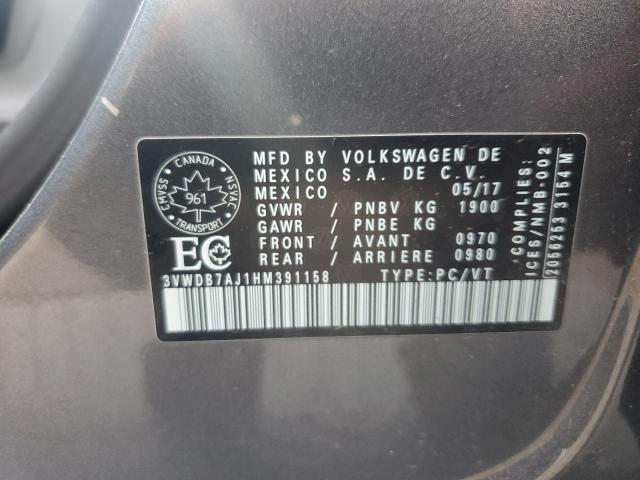 CMVSS CANADA NSVAC
961
TRANSPORT
EC
MFD BY VOLKSWAGEN DE
MEXICO S.A. DE C.V.
MEXICO 05/17
GVWR / PNBV KG 1900
GAWR / PNBE KG
FRONT / AVANT 0970
REAR / ARRIERE 0980
3VWDB7AJ1HM391158 TYPE:PC/VT
*COMPLIES:
ICES/NMB-002
2056253 3154 M